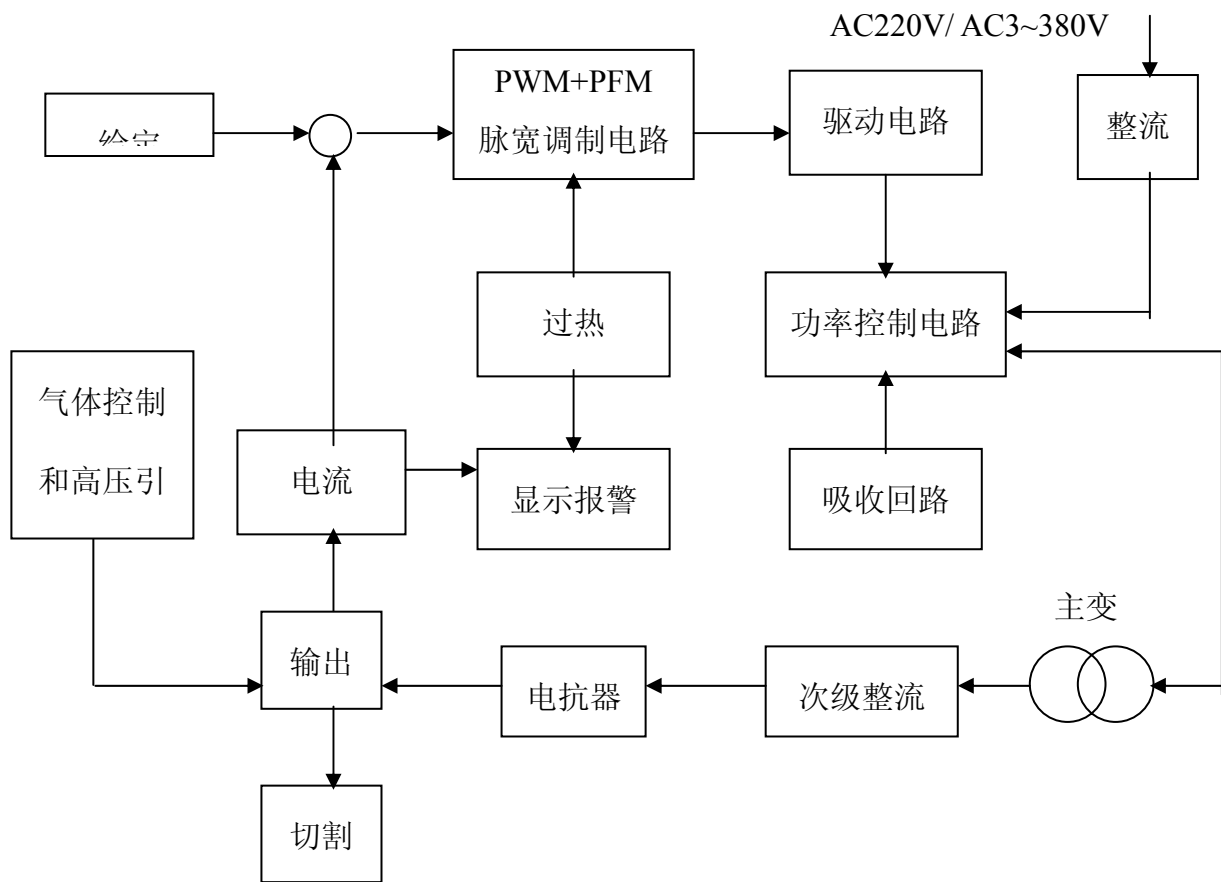 AC220V/ AC3~380V
PWM+PFM
脉宽调制电路
驱动电路
整流
给定
过热
功率控制电路
气体控制
和高压引
电流
显示报警
吸收回路
主变
输出
电抗器
次级整流
切割